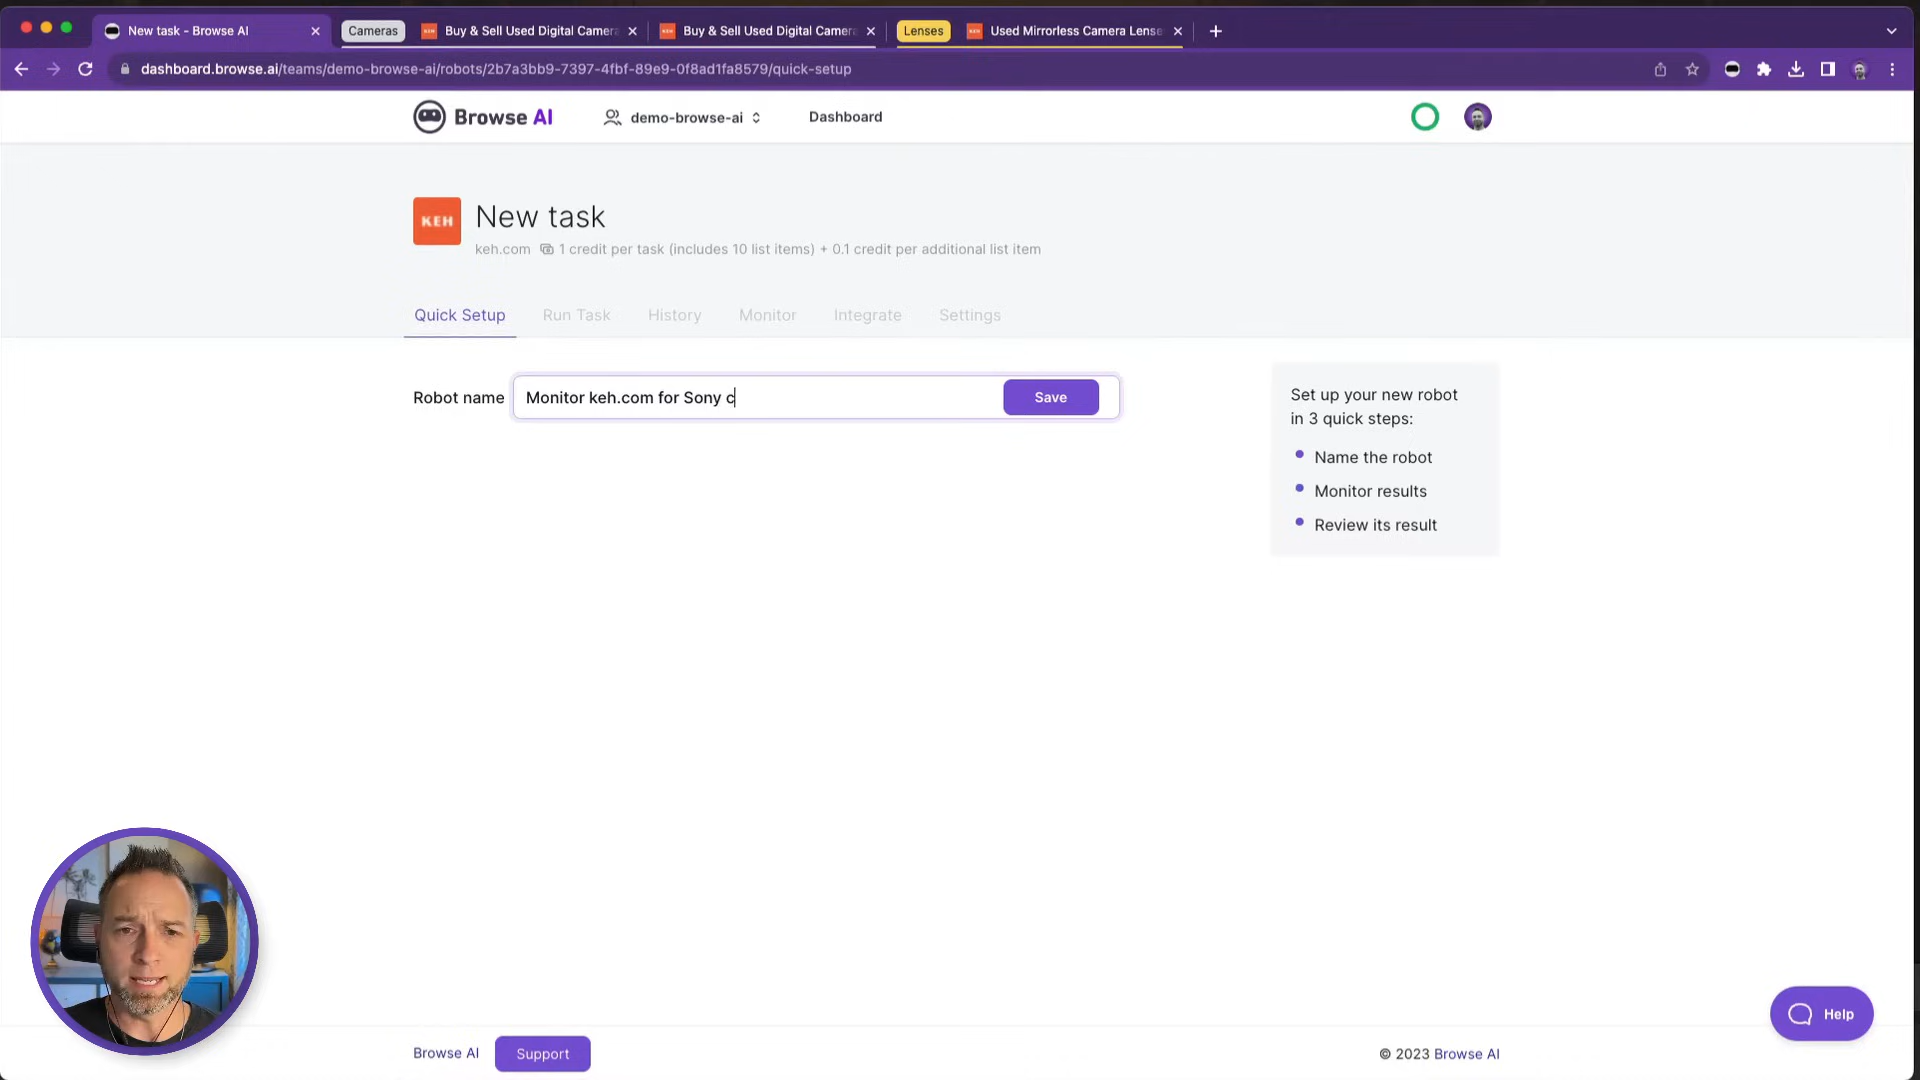 New task - Browse AI
Cameras
Buy & Sell Used Digital Camera
Buy & Sell Used Digital Camera
Lenses
Used Mirrorless Camera Lense
dashboard.browse.ai/teams/demo-browse-ai/robots/2b7a3bb9-7397-4fbf-89e9-0f8ad1fa8579/quick-setup
Browse AI
demo-browse-ai
Dashboard
KEH
New task
keh.com 1 credit per task (includes 10 list items) + 0.1 credit per additional list item
Quick Setup
Run Task
History
Monitor
Integrate
Settings
Robot name
Monitor keh.com for Sony c
Save
Set up your new robot
in 3 quick steps:
Name the robot
Monitor results
Review its result
Help
Browse AI
Support
© 2023 Browse AI